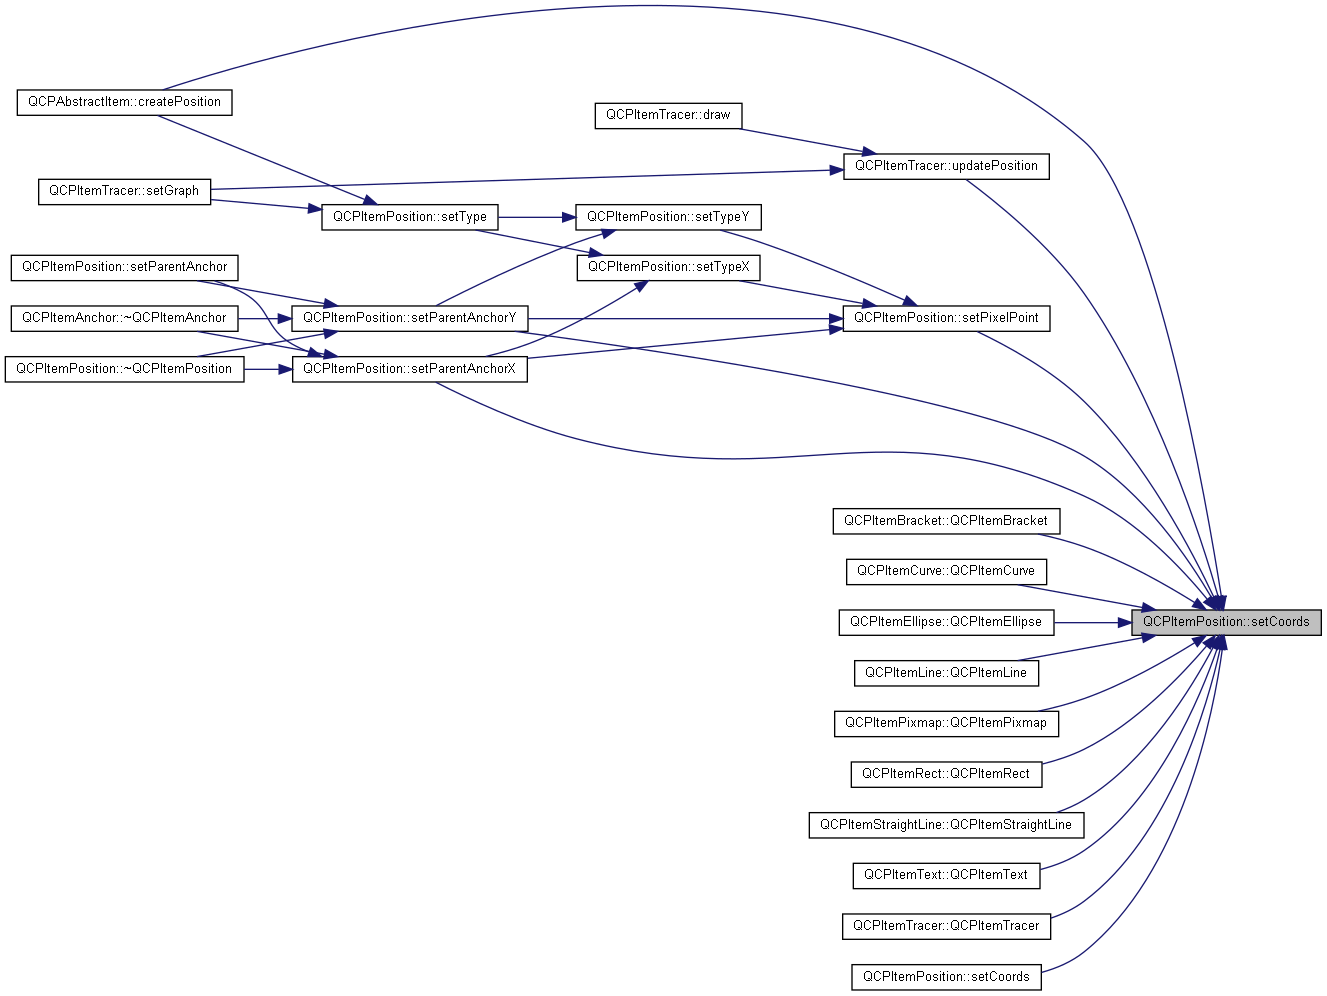 QCPAbstractItem::createPosition
QCPItemTracer::draw
QCPItemTracer::updatePosition
QCPItemTracer::setGraph
QCPItemPosition::setType
QCPItemPosition::setTypeY
QCPItemPosition::setParentAnchor
QCPItemPosition::setTypeX
QCPItemAnchor::~QCPItemAnchor
QCPItemPosition::setParentAnchorY
QCPItemPosition::setPixelPoint
QCPItemPosition::~QCPItemPosition
QCPItemPosition::setParentAnchorX
QCPItemBracket::QCPItemBracket
QCPItemCurve::QCPItemCurve
QCPItemEllipse::QCPItemEllipse
QCPItemPosition::setCoords
QCPItemLine::QCPItemLine
QCPItemPixmap::QCPItemPixmap
QCPItemRect::QCPItemRect
QCPItemStraightLine::QCPItemStraightLine
QCPItemText::QCPItemText
QCPItemTracer::QCPItemTracer
QCPItemPosition::setCoords